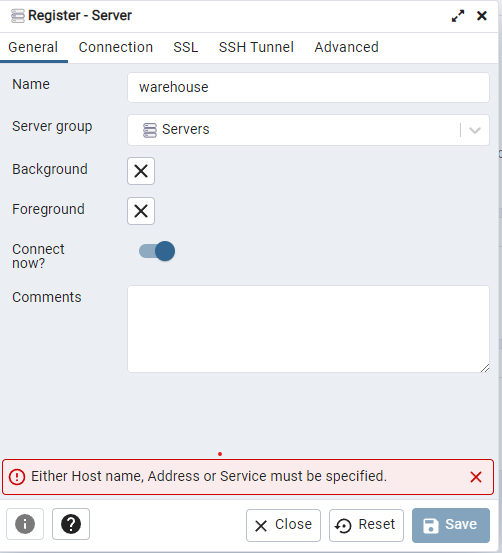 Register - Server
General Connection SSL SSH Tunnel Advanced
Name warehouse
Server group Servers
Background
Foreground
Connect
now?
Comments
Either Host name, Address or Service must be specified.
Close Reset Save